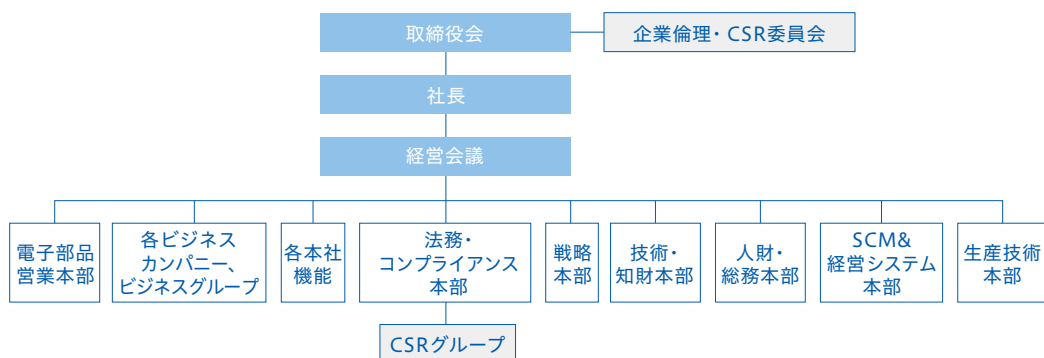 取締役会
企業倫理・CSR委員会
社長
経営会議
電子部品
営業本部
各ビジネス
カンパニー、
ビジネスグループ
各本社
機能
法務・
コンプライアンス
本部
戦略
本部
技術・
知財本部
人財・
総務本部
SCM&
経営システム
本部
生産技術
本部
CSRグループ